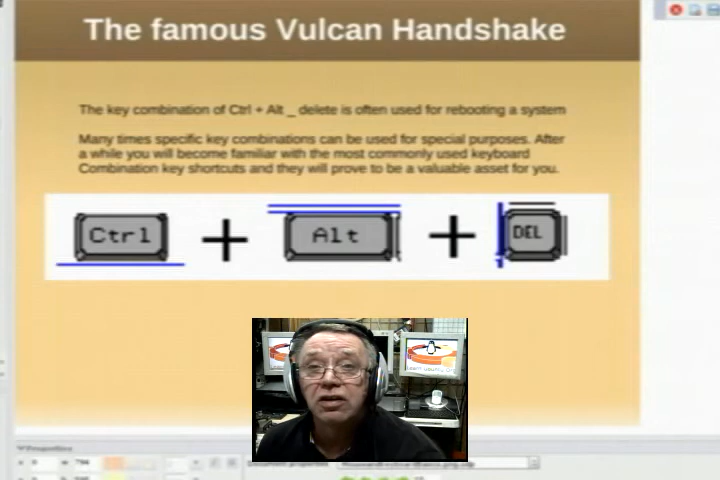 The famous Vulcan Handshake
The key combination of Ctrl + Alt _ delete is often used for rebooting a system
Many times specific key combinations can be used for special purposes. After
a while you will become familiar with the most commonly used keyboard
Combination key shortcuts and they will prove to be a valuable asset for you.
Ctrl + Alt + DEL
Properties